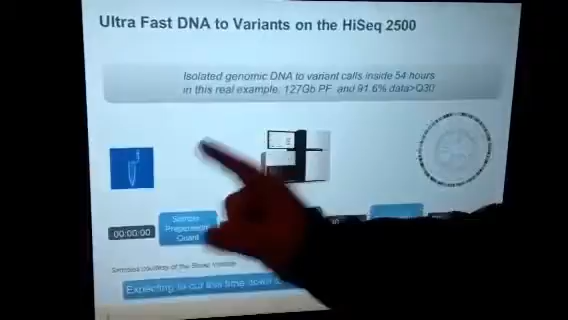 Ultra Fast DNA to Variants on the HiSeq 2500
Isolated genomic DNA to variant calls inside 54 hours
in this real example. 127Gb PF and 91.6% data>Q30
00:00:00
Sample
Preparation
Quant
Samples courtesy of the
Expecting to cut this time down